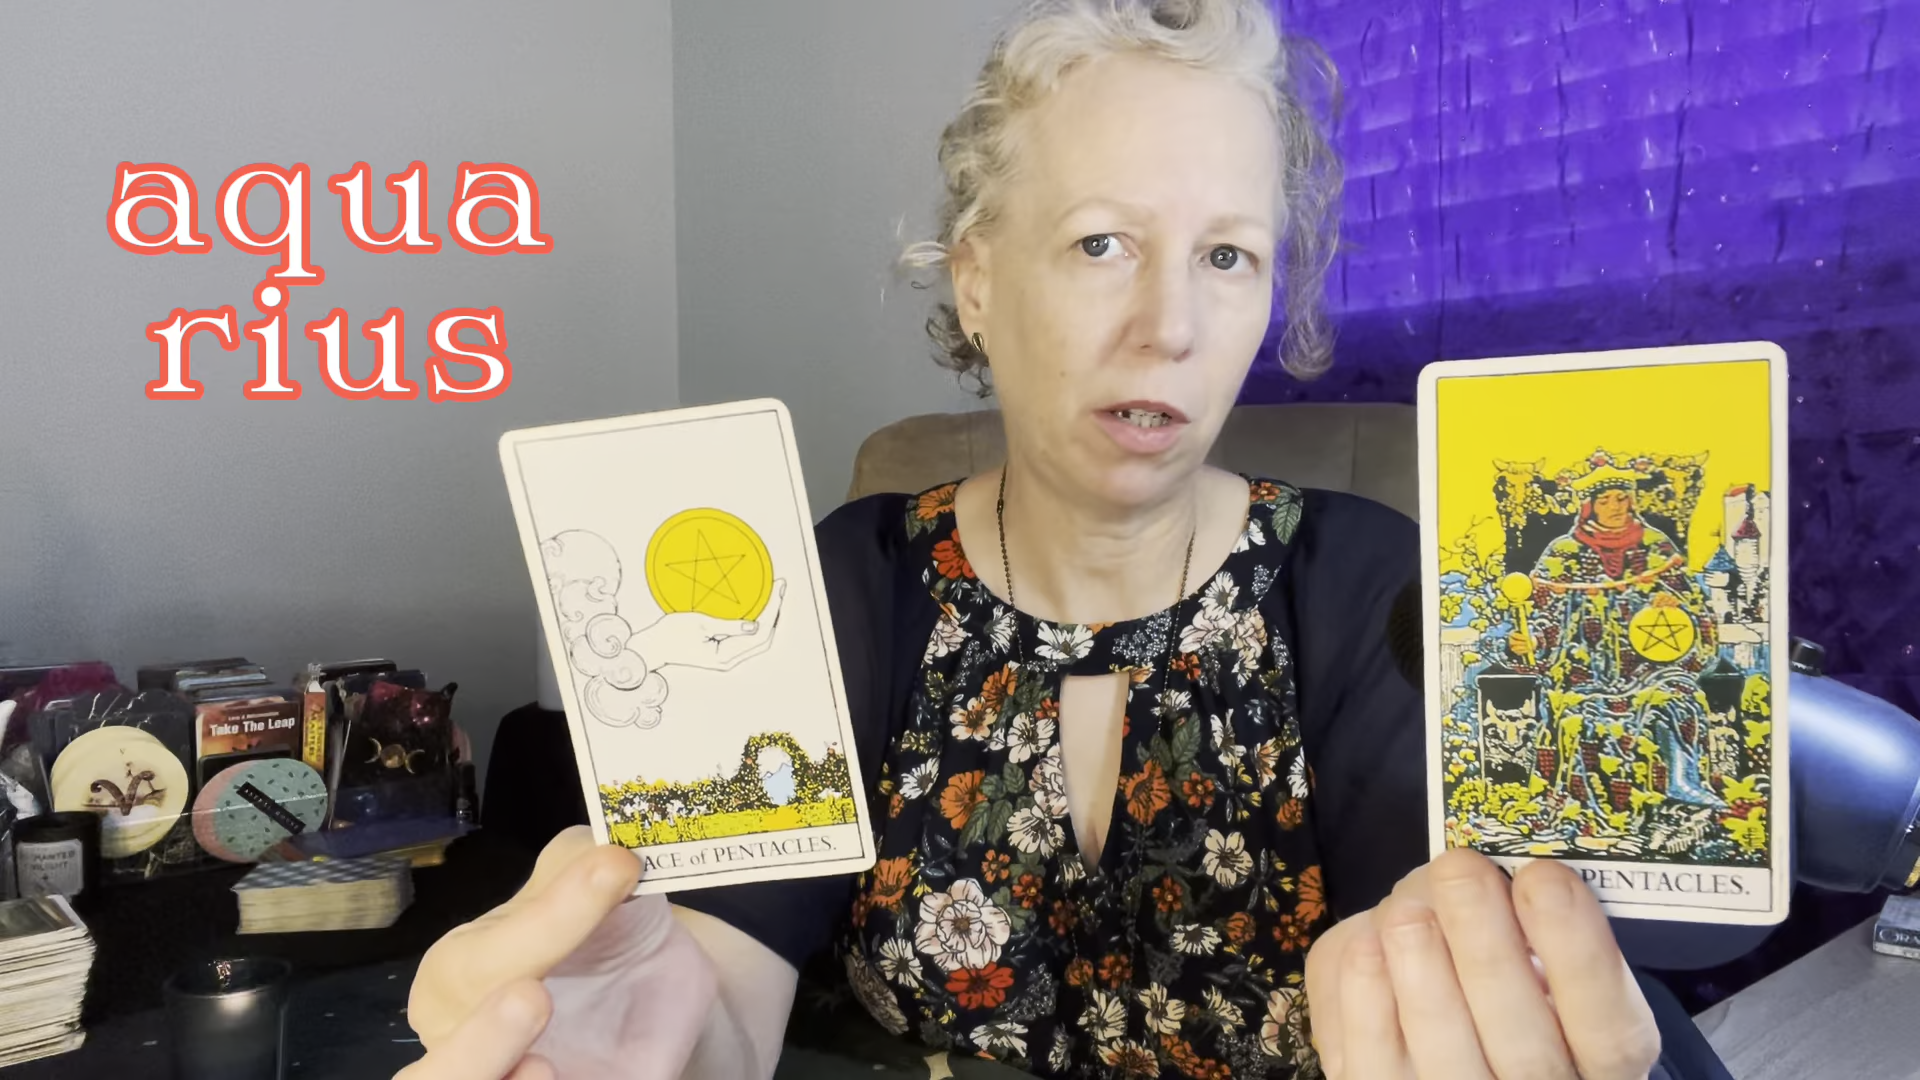 aqua
rius
Take The Leap
ACE of PENTACLES.
PENTACLES.